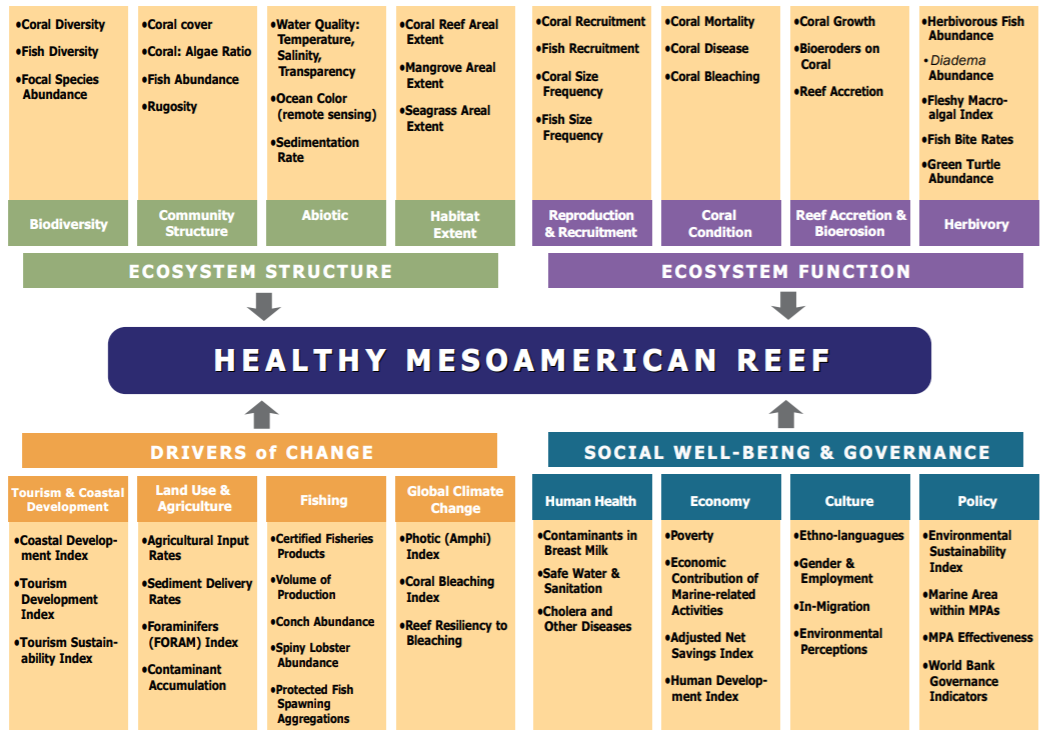 •Coral Diversity
•Fish Diversity
•Focal Species
Abundance
Biodiversity
•Coral cover
•Coral: Algae Ratio
•Fish Abundance
•Rugosity
Community
Structure
•Water Quality:
Temperature,
Salinity,
Transparency
•Ocean Color
(remote sensing)
•Sedimentation
Rate
Abiotic
•Coral Reef Areal
Extent
•Mangrove Areal
Extent
•Seagrass Areal
Extent
Habitat
Extent
ECOSYSTEM STRUCTURE
•Coral Recruitment
•Fish Recruitment
•Coral Size
Frequency
•Fish Size
Frequency
Reproduction
& Recruitment
•Coral Mortality
•Coral Disease
•Coral Bleaching
Coral
Condition
•Coral Growth
•Bioeroders on
Coral
•Reef Accretion
Reef Accretion &
Bioerosion
•Herbivorous Fish
Abundance
•Diadema
Abundance
•Fleshy Macro-
algal Index
•Fish Bite Rates
•Green Turtle
Abundance
Herbivory
ECOSYSTEM FUNCTION
HEALTHY MESOAMERICAN REEF
DRIVERS of CHANGE
Tourism & Coastal
Development
•Coastal Develop-
ment Index
•Tourism
Development
Index
•Tourism Sustain-
ability Index
Land Use &
Agriculture
•Agricultural Input
Rates
•Sediment Delivery
Rates
•Foraminifers
(FORAM) Index
•Contaminant
Accumulation
Fishing
•Certified Fisheries
Products
•Volume of
Production
•Conch Abundance
•Spiny Lobster
Abundance
•Protected Fish
Spawning
Aggregations
Global Climate
Change
•Photic (Amphi)
Index
•Coral Bleaching
Index
•Reef Resiliency to
Bleaching
SOCIAL WELL-BEING & GOVERNANCE
Human Health
•Contaminants in
Breast Milk
•Safe Water &
Sanitation
•Cholera and
Other Diseases
Economy
•Poverty
•Economic
Contribution of
Marine-related
Activities
•Adjusted Net
Savings Index
•Human Develop-
ment Index
Culture
•Ethno-languagues
•Gender &
Employment
•In-Migration
•Environmental
Perceptions
Policy
•Environmental
Sustainability
Index
•Marine Area
within MPAs
•MPA Effectiveness
•World Bank
Governance
Indicators